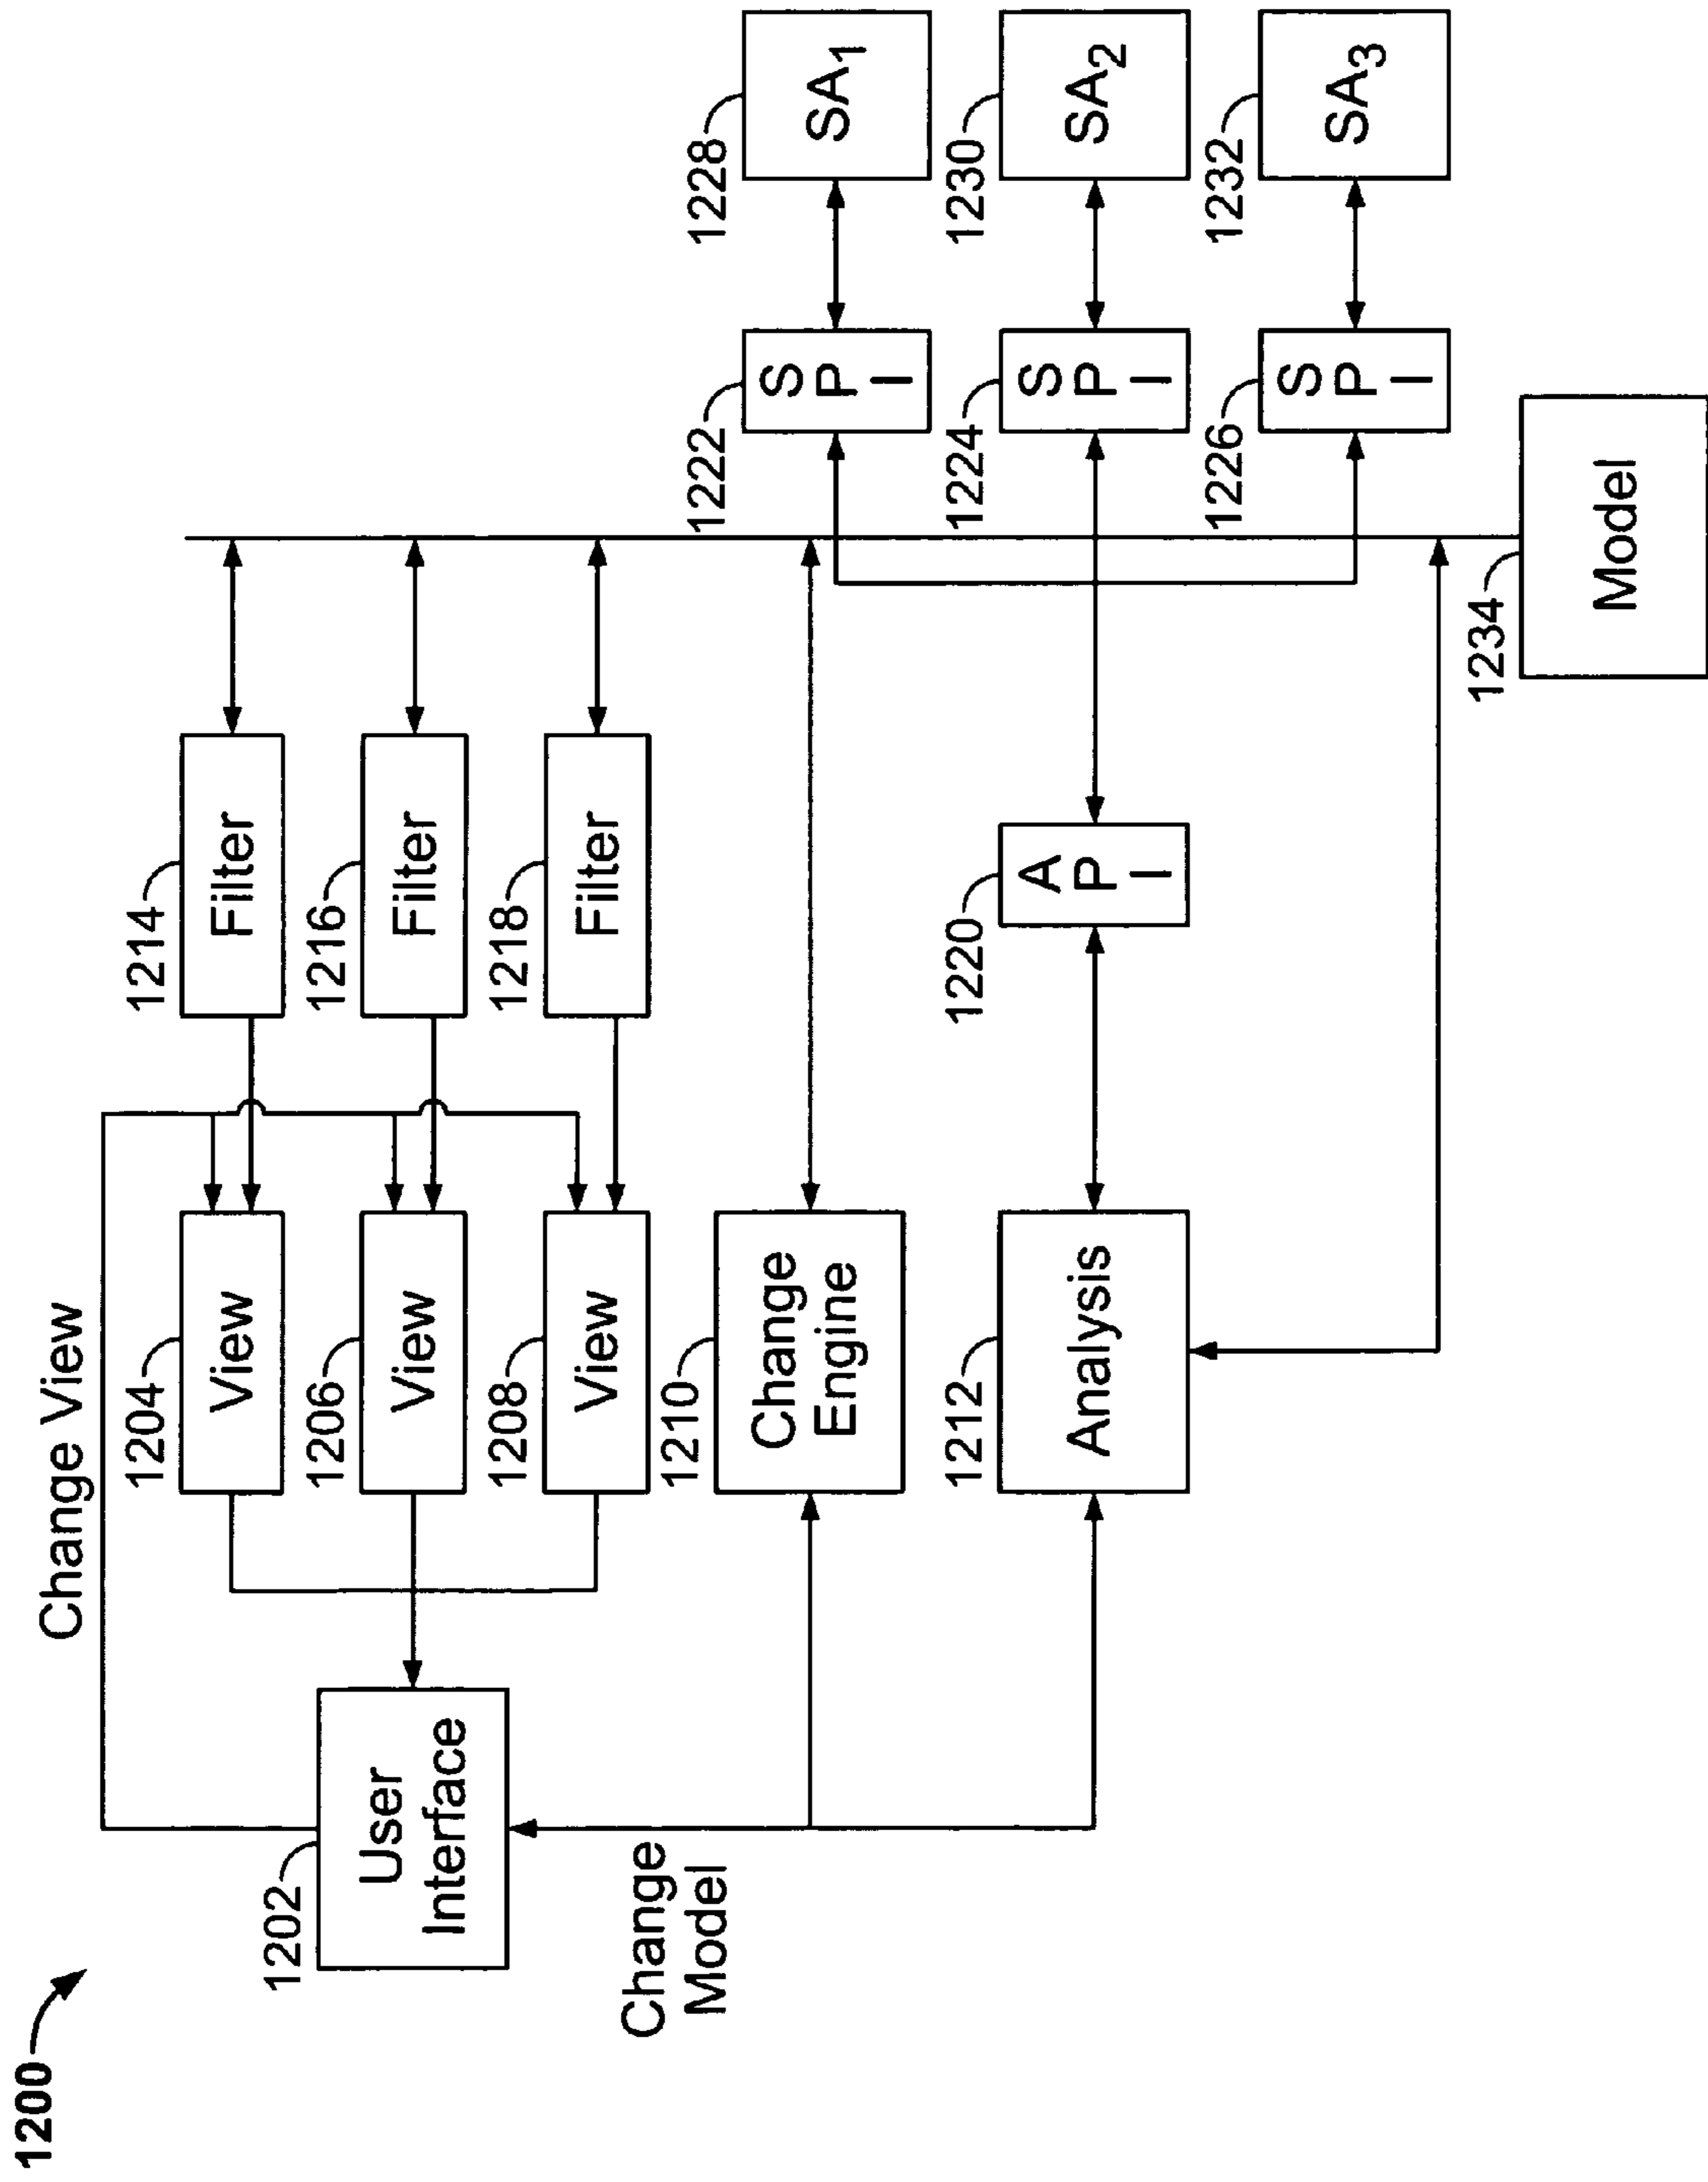 1200
Change View
1202
User
Interface
Change
Model
1204
View
1206
View
1208
View
1210
Change
Engine
1212
Analysis
1214
Filter
1216
Filter
1218
Filter
1220
A
P
I
1222
S
P
I
1224
S
P
I
1226
S
P
I
1228
SA1
1230
SA2
1232
SA3
1234
Model